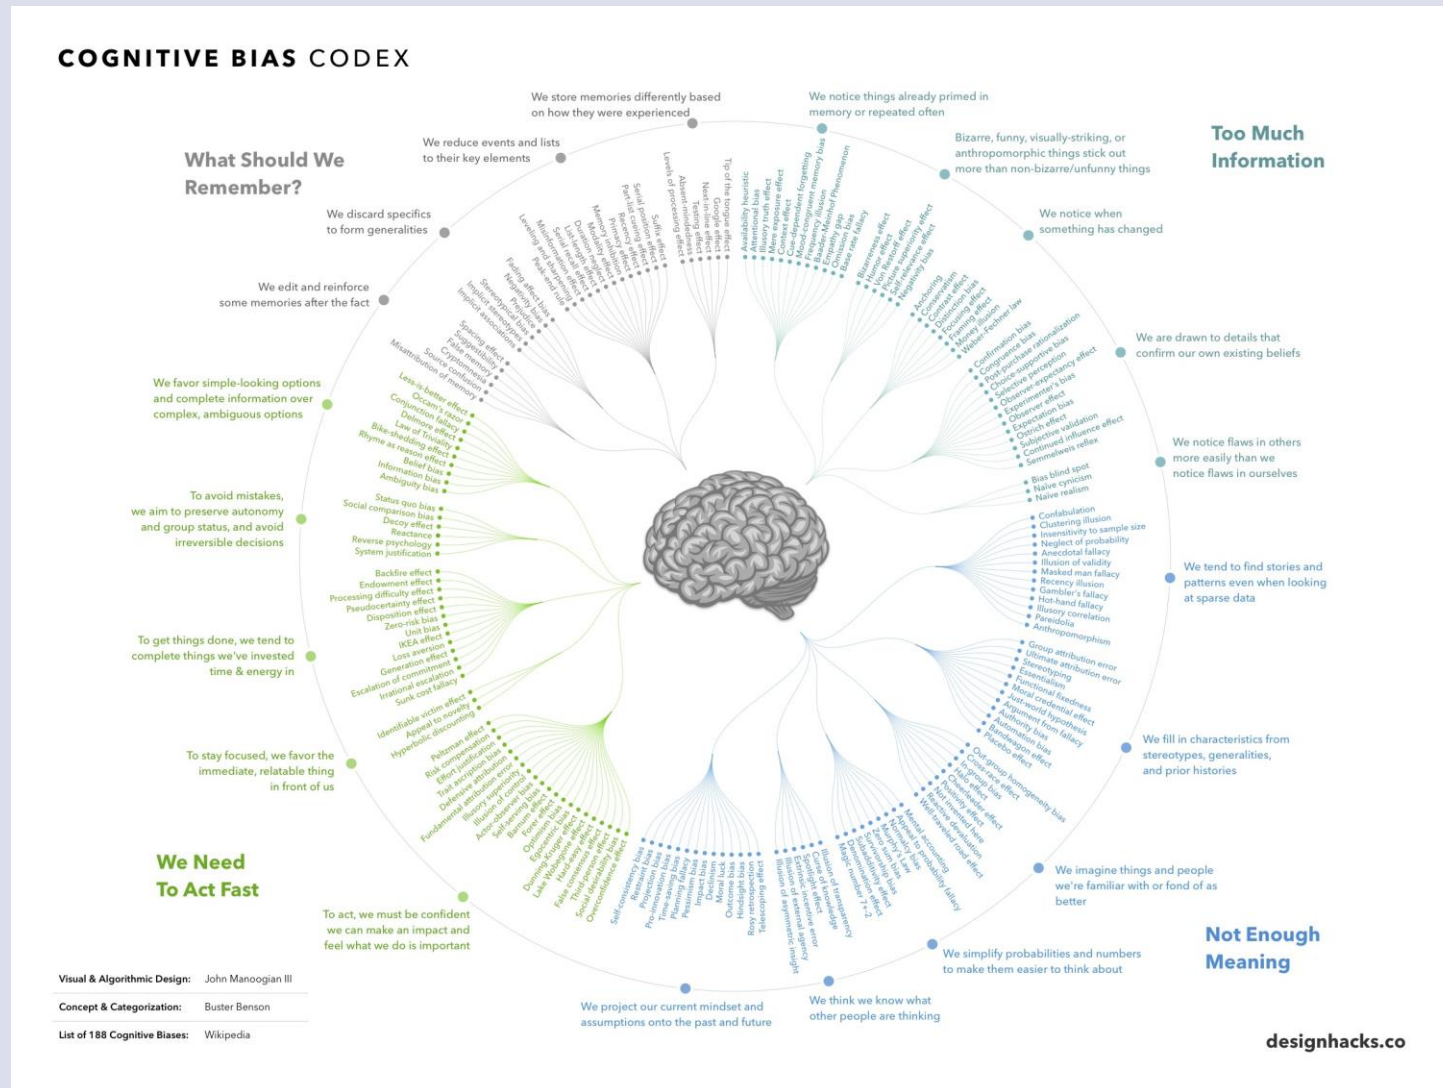 COGNITIVE BIAS CODEX
We store memories differently based
on how they were experienced
We reduce events and lists
to their key elements
What Should We
Remember?
We discard specifics
to form generalities
We edit and reinforce
some memories after the fact
We notice things already primed in
memory or repeated often
Bizarre, funny, visually-striking, or
anthropomorphic things stick out
more than non-bizarre/unfunny things
Too Much
Information
We notice when
something has changed
We are drawn to details that
confirm our own existing beliefs
We notice flaws in others
more easily than we
notice flaws in ourselves
We tend to find stories and
patterns even when looking
at sparse data
We fill in characteristics from
stereotypes, generalities,
and prior histories
We imagine things and people
we're familiar with or fond of as
better
Not Enough
Meaning
We simplify probabilities and numbers
to make them easier to think about
We think we know what
other people are thinking
We project our current mindset and
assumptions onto the past and future
We favor simple-looking options
and complete information over
complex, ambiguous options
To avoid mistakes,
we aim to preserve autonomy
and group status, and avoid
irreversible decisions
To get things done, we tend to
complete things we've invested
time & energy in
To stay focused, we favor the
immediate, relatable thing
in front of us
We Need
To Act Fast
To act, we must be confident
we can make an impact and
feel what we do is important
Availability heuristic
Attentional bias
Illusory truth effect
Mere exposure effect
Context effect
Cue-dependent forgetting
Mood-congruent memory bias
Frequency illusion
Baader-Meinhof Phenomenon
Empathy gap
Omission bias
Base rate fallacy
Bizarreness effect
Humor effect
Von Restorff effect
Picture superiority effect
Self-relevance effect
Negativity bias
Anchoring
Conservatism
Contrast effect
Distinction bias
Focusing effect
Framing effect
Money illusion
Weber-Fechner law
Confirmation bias
Congruence bias
Post-purchase rationalization
Choice-supportive bias
Selective perception
Observer-expectancy effect
Experimenter's bias
Observer effect
Expectation bias
Ostrich effect
Subjective validation
Continued influence effect
Semmelweis reflex
Bias blind spot
Naïve cynicism
Naïve realism
Confabulation
Clustering illusion
Insensitivity to sample size
Neglect of probability
Anecdotal fallacy
Illusion of validity
Masked man fallacy
Recency illusion
Gambler's fallacy
Hot-hand fallacy
Illusory correlation
Pareidolia
Anthropomorphism
Group attribution error
Ultimate attribution error
Stereotyping
Essentialism
Functional fixedness
Moral credential effect
Just-world hypothesis
Argument from fallacy
Authority bias
Automation bias
Bandwagon effect
Placebo effect
Out-group homogeneity bias
Cross-race effect
In-group bias
Halo effect
Cheerleader effect
Positivity effect
Not invented here
Reactive devaluation
Well traveled road effect
Mental accounting
Appeal to probability fallacy
Normalcy bias
Murphy's Law
Zero sum bias
Survivorship bias
Subadditivity effect
Denomination effect
Magic number 7+-2
Illusion of transparency
Curse of knowledge
Spotlight effect
Extrinsic incentive error
Illusion of external agency
Illusion of asymmetric insight
Telescoping effect
Rosy retrospection
Hindsight bias
Outcome bias
Moral luck
Declinism
Impact bias
Pessimism bias
Planning fallacy
Time-saving bias
Pro-innovation bias
Projection bias
Restraint bias
Self-consistency bias
Overconfidence effect
Social desirability bias
Third-person effect
False consensus effect
Hard-easy effect
Lake Wobegone effect
Dunning-Kruger effect
Egocentric bias
Optimism bias
Forer effect
Barnum effect
Self-serving bias
Actor-observer bias
Illusion of control
Illusory superiority
Fundamental attribution error
Defensive attribution
Trait ascription bias
Effort justification
Risk compensation
Peltzman effect
Hyperbolic discounting
Appeal to novelty
Identifiable victim effect
Sunk cost fallacy
Irrational escalation
Escalation of commitment
Generation effect
Loss aversion
IKEA effect
Unit bias
Zero-risk bias
Disposition effect
Pseudocertainty effect
Processing difficulty effect
Endowment effect
Backfire effect
System justification
Reverse psychology
Reactance
Decoy effect
Social comparison bias
Status quo bias
Ambiguity bias
Information bias
Belief bias
Rhyme as reason effect
Bike-shedding effect
Law of Triviality
Delmore effect
Conjunction fallacy
Occam's razor
Less-is-better effect
Misattribution of memory
Source confusion
Cryptomnesia
False memory
Suggestibility
Spacing effect
Implicit associations
Implicit stereotypes
Stereotypical bias
Prejudice
Negativity bias
Fading affect bias
Peak-end rule
Leveling and sharpening
Misinformation effect
Serial recall effect
List-length effect
Duration neglect
Modality effect
Memory inhibition
Primacy effect
Recency effect
Part-list cueing effect
Serial position effect
Suffix effect
Levels of processing effect
Absent-mindedness
Testing effect
Next-in-line effect
Google effect
Tip of the tongue effect
Visual & Algorithmic Design: John Manoogian III
Concept & Categorization: Buster Benson
List of 188 Cognitive Biases: Wikipedia
designhacks.co